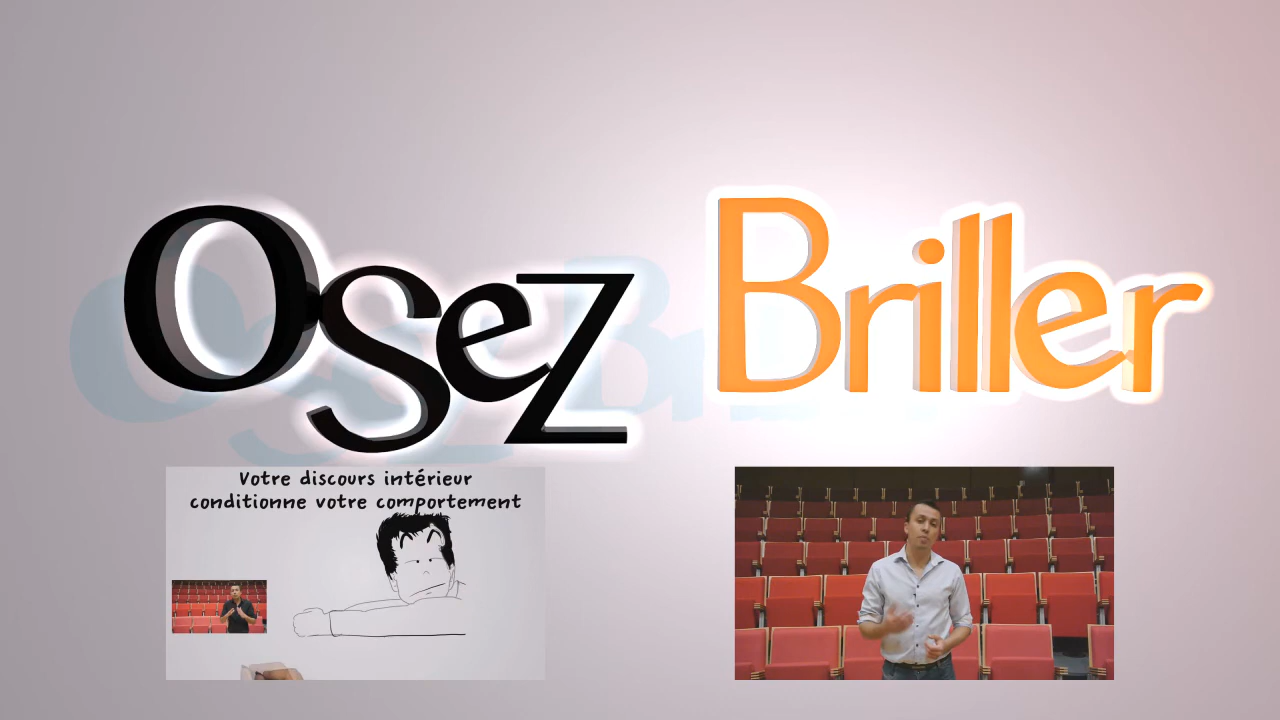 Osez Briller
Votre discours intérieur
conditionne votre comportement